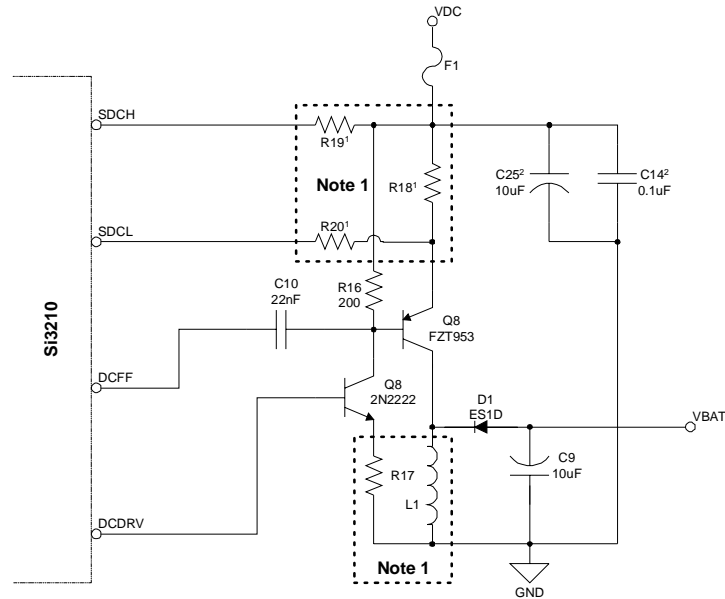 VDC
F1
SDCH
R19¹
Note 1
R18¹
C25²
10uF
C14²
0.1uF
SDCL
R20¹
C10
22nF
R16
200
Q8
FZT953
Si3210
DCFF
Q8
2N2222
D1
ES1D
VBAT
R17
L1
C9
10uF
DCDRV
Note 1
GND